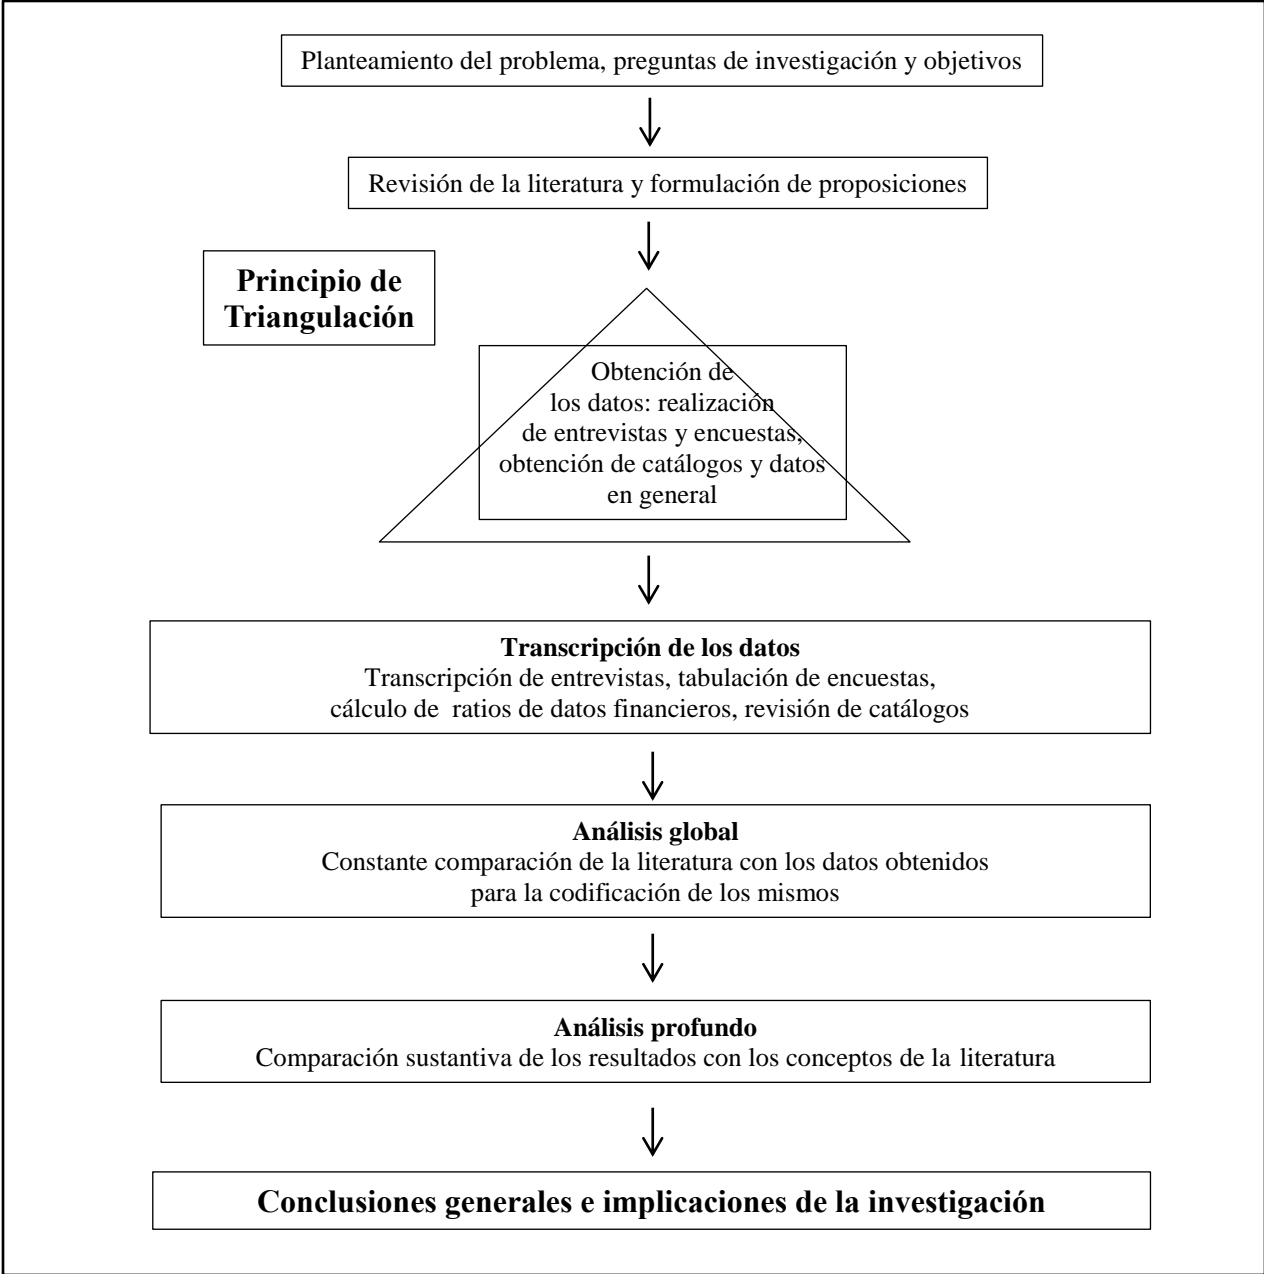 Planteamiento del problema, preguntas de investigación y objetivos
Revisión de la literatura y formulación de proposiciones
Principio de
Triangulación
Obtención de
los datos: realización
de entrevistas y encuestas,
obtención de catálogos y datos
en general
Transcripción de los datos
Transcripción de entrevistas, tabulación de encuestas,
cálculo de ratios de datos financieros, revisión de catálogos
Análisis global
Constante comparación de la literatura con los datos obtenidos
para la codificación de los mismos
Análisis profundo
Comparación sustantiva de los resultados con los conceptos de la literatura
Conclusiones generales e implicaciones de la investigación